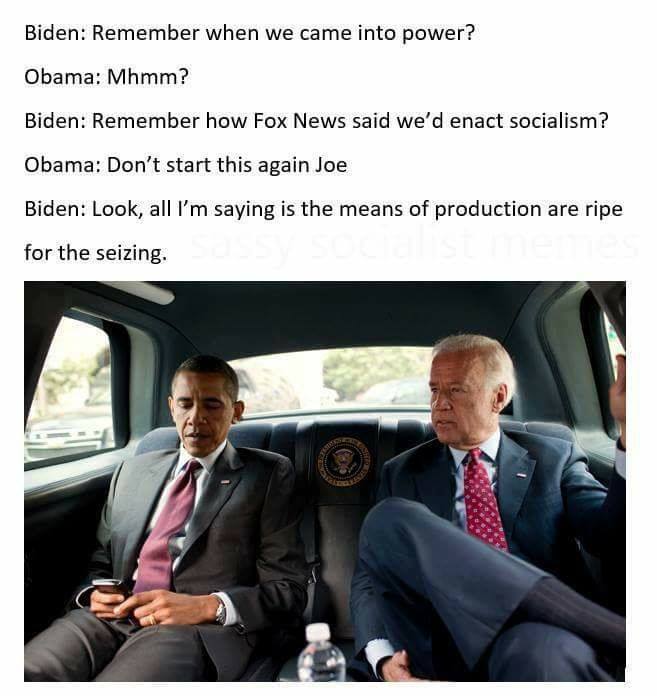 Biden: Remember when we came into power?
Obama: Mhmm?
Biden: Remember how Fox News said we'd enact socialism?
Obama: Don't start this again Joe
Biden: Look, all I'm saying is the means of production are ripe
for the seizing.
sassy socialist memes